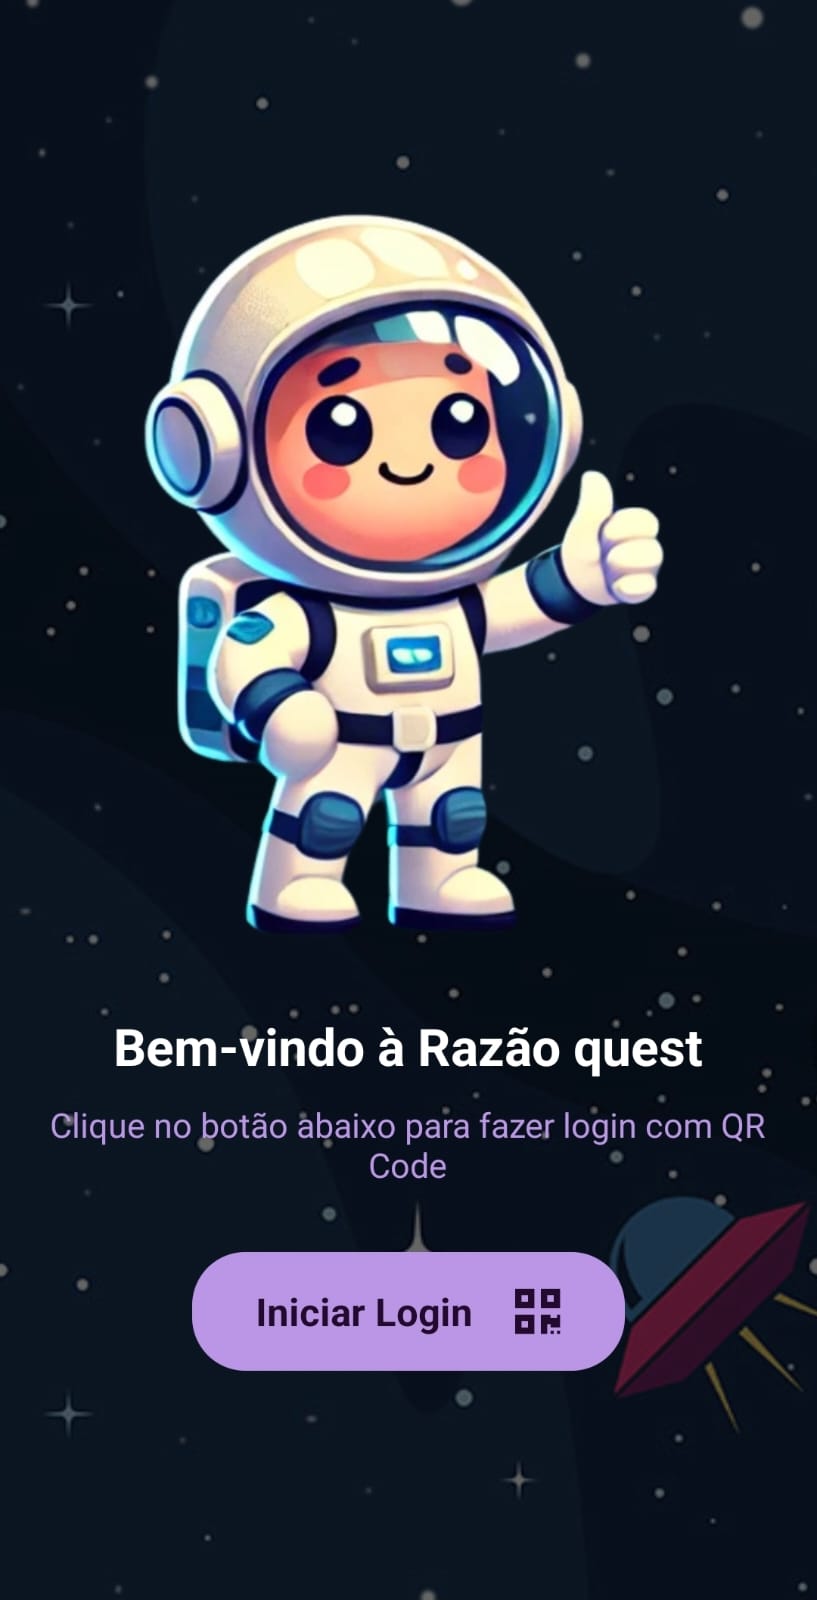 Bem-vindo à Razão quest
Clique no botão abaixo para fazer login com QR
Code
Iniciar Login